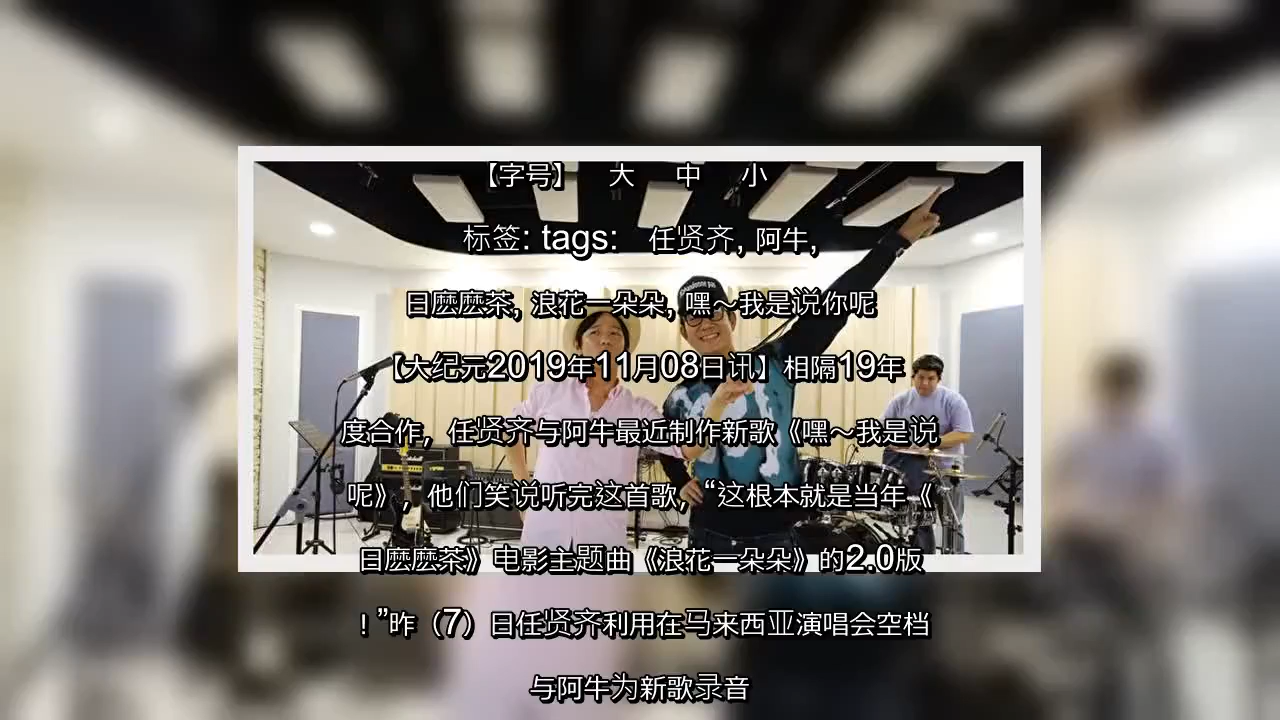 【字号】 大 中 小
标签: tags: 任贤齐, 阿牛,
日麽麽茶, 浪花一朵朵, 嘿～我是说你呢
【大纪元2019年11月08日讯】相隔19年
度合作，任贤齐与阿牛最近制作新歌《嘿～我是说
呢》，他们笑说听完这首歌，“这根本就是当年《
日麽麽茶》电影主题曲《浪花一朵朵》的2.0版
！”昨（7）日任贤齐利用在马来西亚演唱会空档
与阿牛为新歌录音